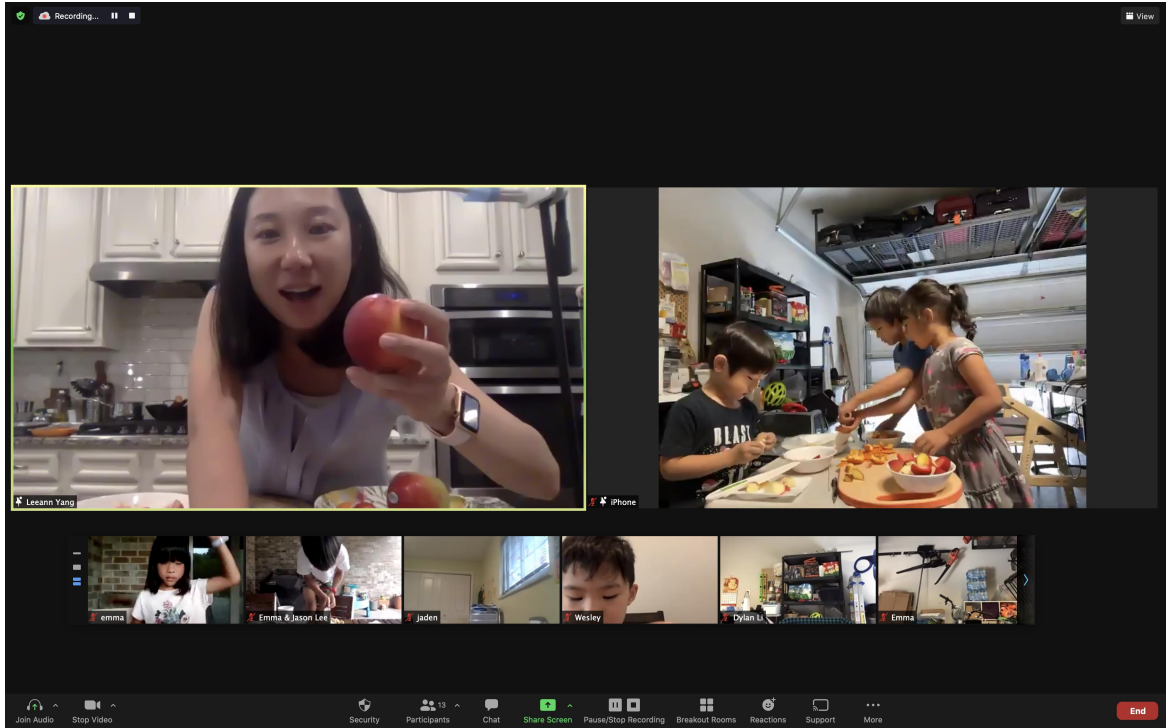 Recording...
View
Leeann Yang
iPhone
BEAST
emma
Emma & Jason Lee
jaden
Wesley
Dylan Li
Emma
Join Audio
Stop Video
Security
Participants
13
Chat
Share Screen
Pause/Stop Recording
Breakout Rooms
Reactions
Support
More
End